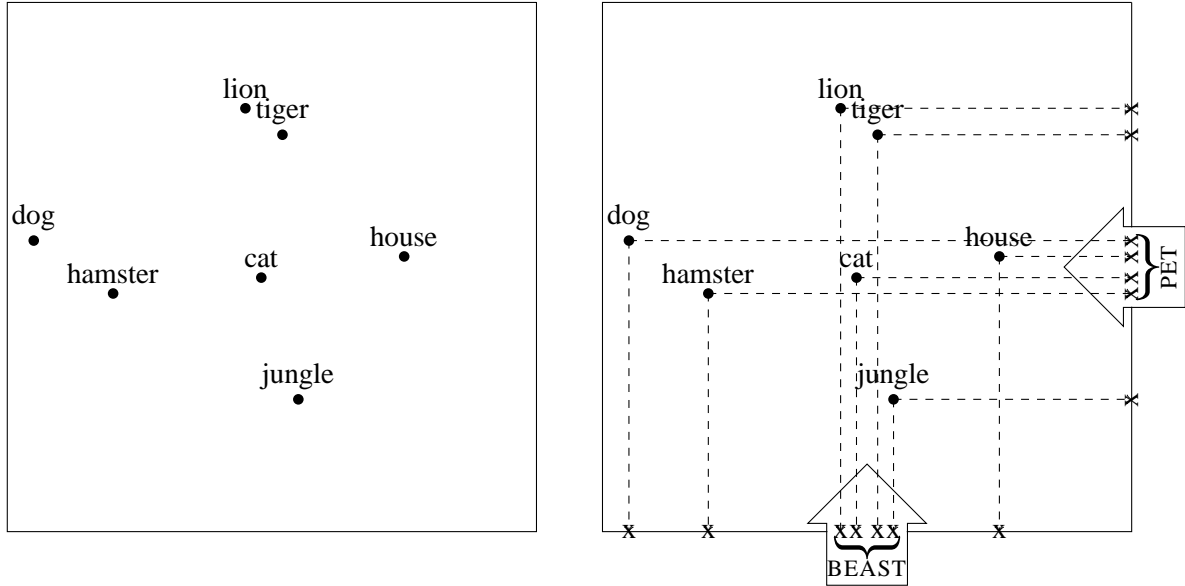 lion
tiger
dog
house
cat
hamster
jungle
lion
tiger
dog
house
cat
hamster
jungle
PET
x x x x x x x
BEAST
x
x
x
x
x
x
x